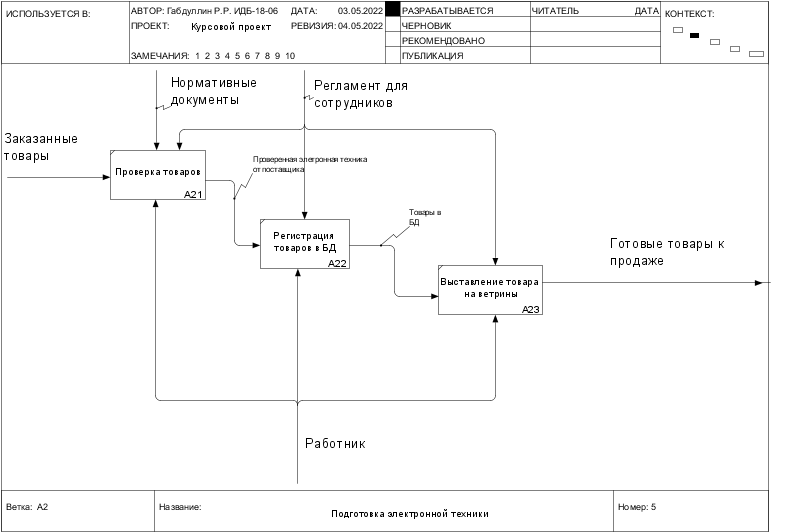 ИСПОЛЬЗУЕТСЯ В:
АВТОР: Габдуллин Р.Р. ИДБ-18-06 ДАТА: 03.05.2022
ПРОЕКТ: Курсовой проект РЕВИЗИЯ: 04.05.2022
ЗАМЕЧАНИЯ: 1 2 3 4 5 6 7 8 9 10
РАЗРАБАТЫВАЕТСЯ
ЧЕРНОВИК
РЕКОМЕНДОВАНО
ПУБЛИКАЦИЯ
ЧИТАТЕЛЬ ДАТА
КОНТЕКСТ:
Нормативные
документы
Регламент для
сотрудников
Заказанные
товары
Проверка товаров
A21
Проверенная элетронная техника
от поставщика
Регистрация
товаров в БД
A22
Товары в
БД
Выставление товара
на ветрины
A23
Готовые товары к
продаже
Работник
Ветка: A2
Название:
Подготовка электронной техники
Номер: 5